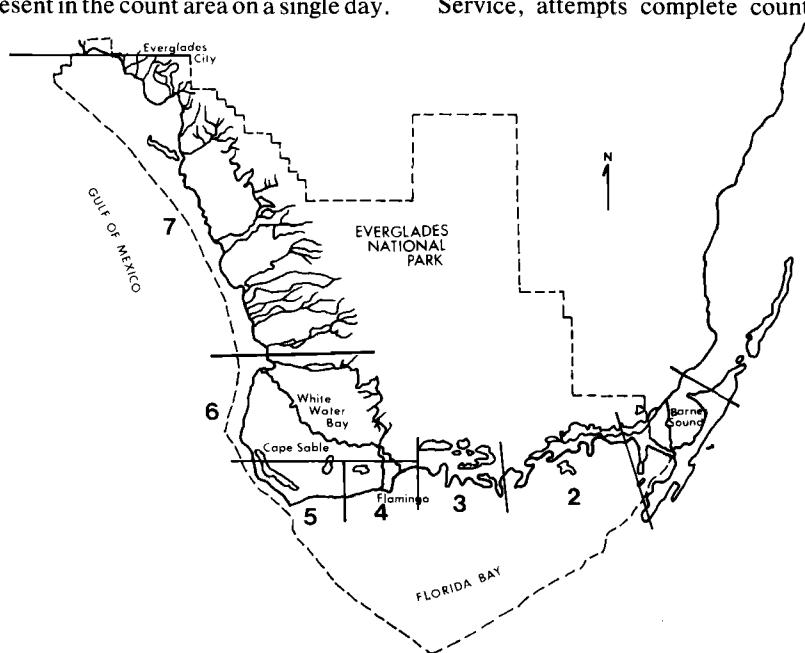 esent in the count area on a single day.
Service, attempts complete count
Everglades
City
N
GULF OF MEXICO
7
EVERGLADES
NATIONAL
PARK
6
White
Water
Bay
Barnes
Sound
Cape Sable
Flamingo
5
4
3
2
FLORIDA BAY